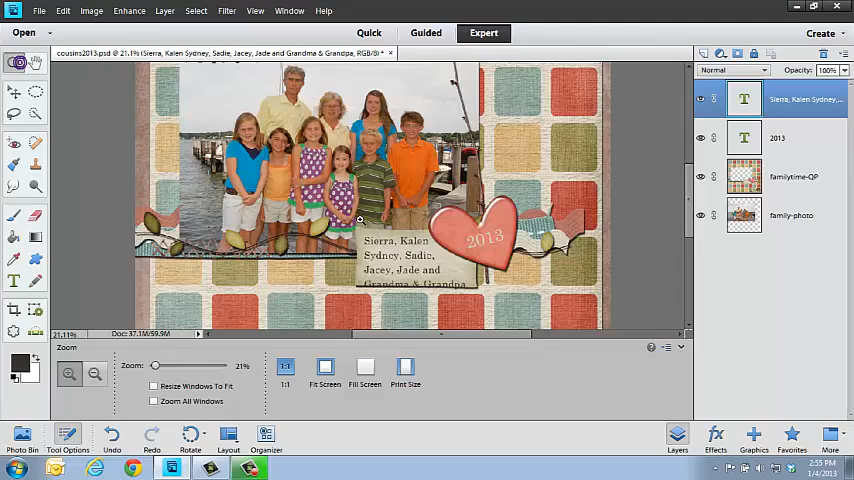 File Edit Image Enhance Layer Select Filter View Window Help
Open Quick Guided Expert Create
cousins2013.psd @ 21.1% (Sierra, Kalen Sydney, Sadie, Jacey, Jade and Grandma & Grandpa, RGB/8) * ×
Normal Opacity: 100%
T Sierra, Kalen Sydney,...
T 2013
familytime-QP
family-photo
2013
Sierra, Kalen
Sydney, Sadie,
Jacey, Jade and
Grandma & Grandpa
21.11% Doc: 37.1M/59.9M
Zoom
Zoom: 21%
Resize Windows To Fit
Zoom All Windows
1:1
1:1 Fit Screen Fill Screen Print Size
Photo Bin Tool Options Undo Redo Rotate Layout Organizer
Layers Effects Graphics Favorites More
2:55 PM
1/4/2013